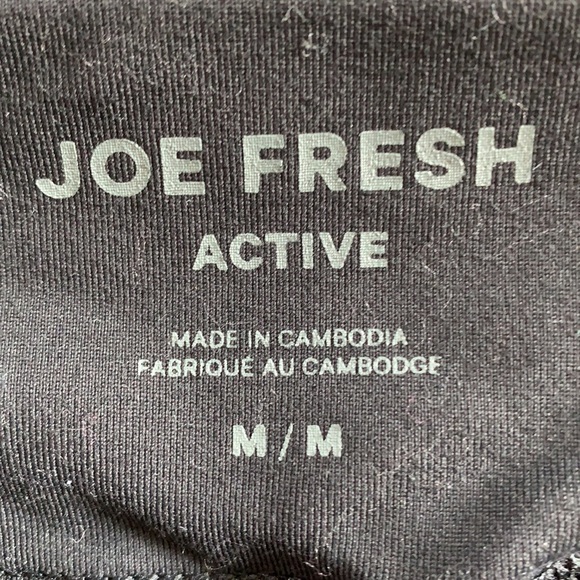 JOE FRESH
ACTIVE
MADE IN CAMBODIA
FABRIQUÉ AU CAMBODGE
M / M